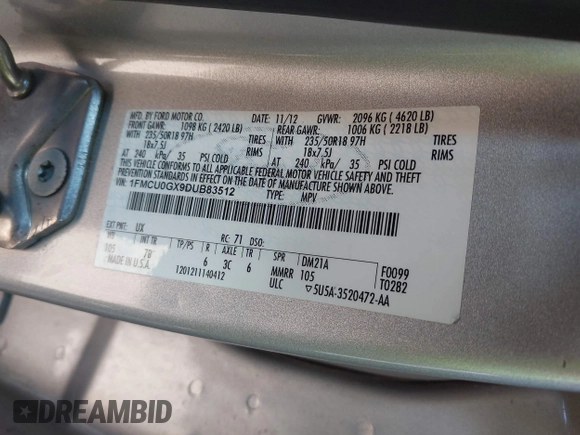 MFD. BY FORD MOTOR CO.
DATE: 11/12 GVWR: 2096 KG ( 4620 LB)
FRONT GAWR: 1098 KG ( 2420 LB) REAR GAWR: 1006 KG ( 2218 LB)
WITH 235/50R18 97H TIRES WITH 235/50R18 97H TIRES
18x7.5J RIMS 18x7.5J RIMS
AT 240 kPa/ 35 PSI COLD AT 240 kPa/ 35 PSI COLD
THIS VEHICLE CONFORMS TO ALL APPLICABLE FEDERAL MOTOR VEHICLE SAFETY AND THEFT
PREVENTION STANDARDS IN EFFECT ON THE DATE OF MANUFACTURE SHOWN ABOVE.
VIN: 1FMCU0GX9DUB83512
TYPE: MPV
EXT PNT: UX RC: 71 DSO:
WB INT TR TP/PS R AXLE TR SPR DM21A F0099
005 7B 6 3C 6 MMRR 105 T0282
MADE IN U.S.A. 1201211140412 ULC ▽5U5A-3520472-AA
DREAMBID